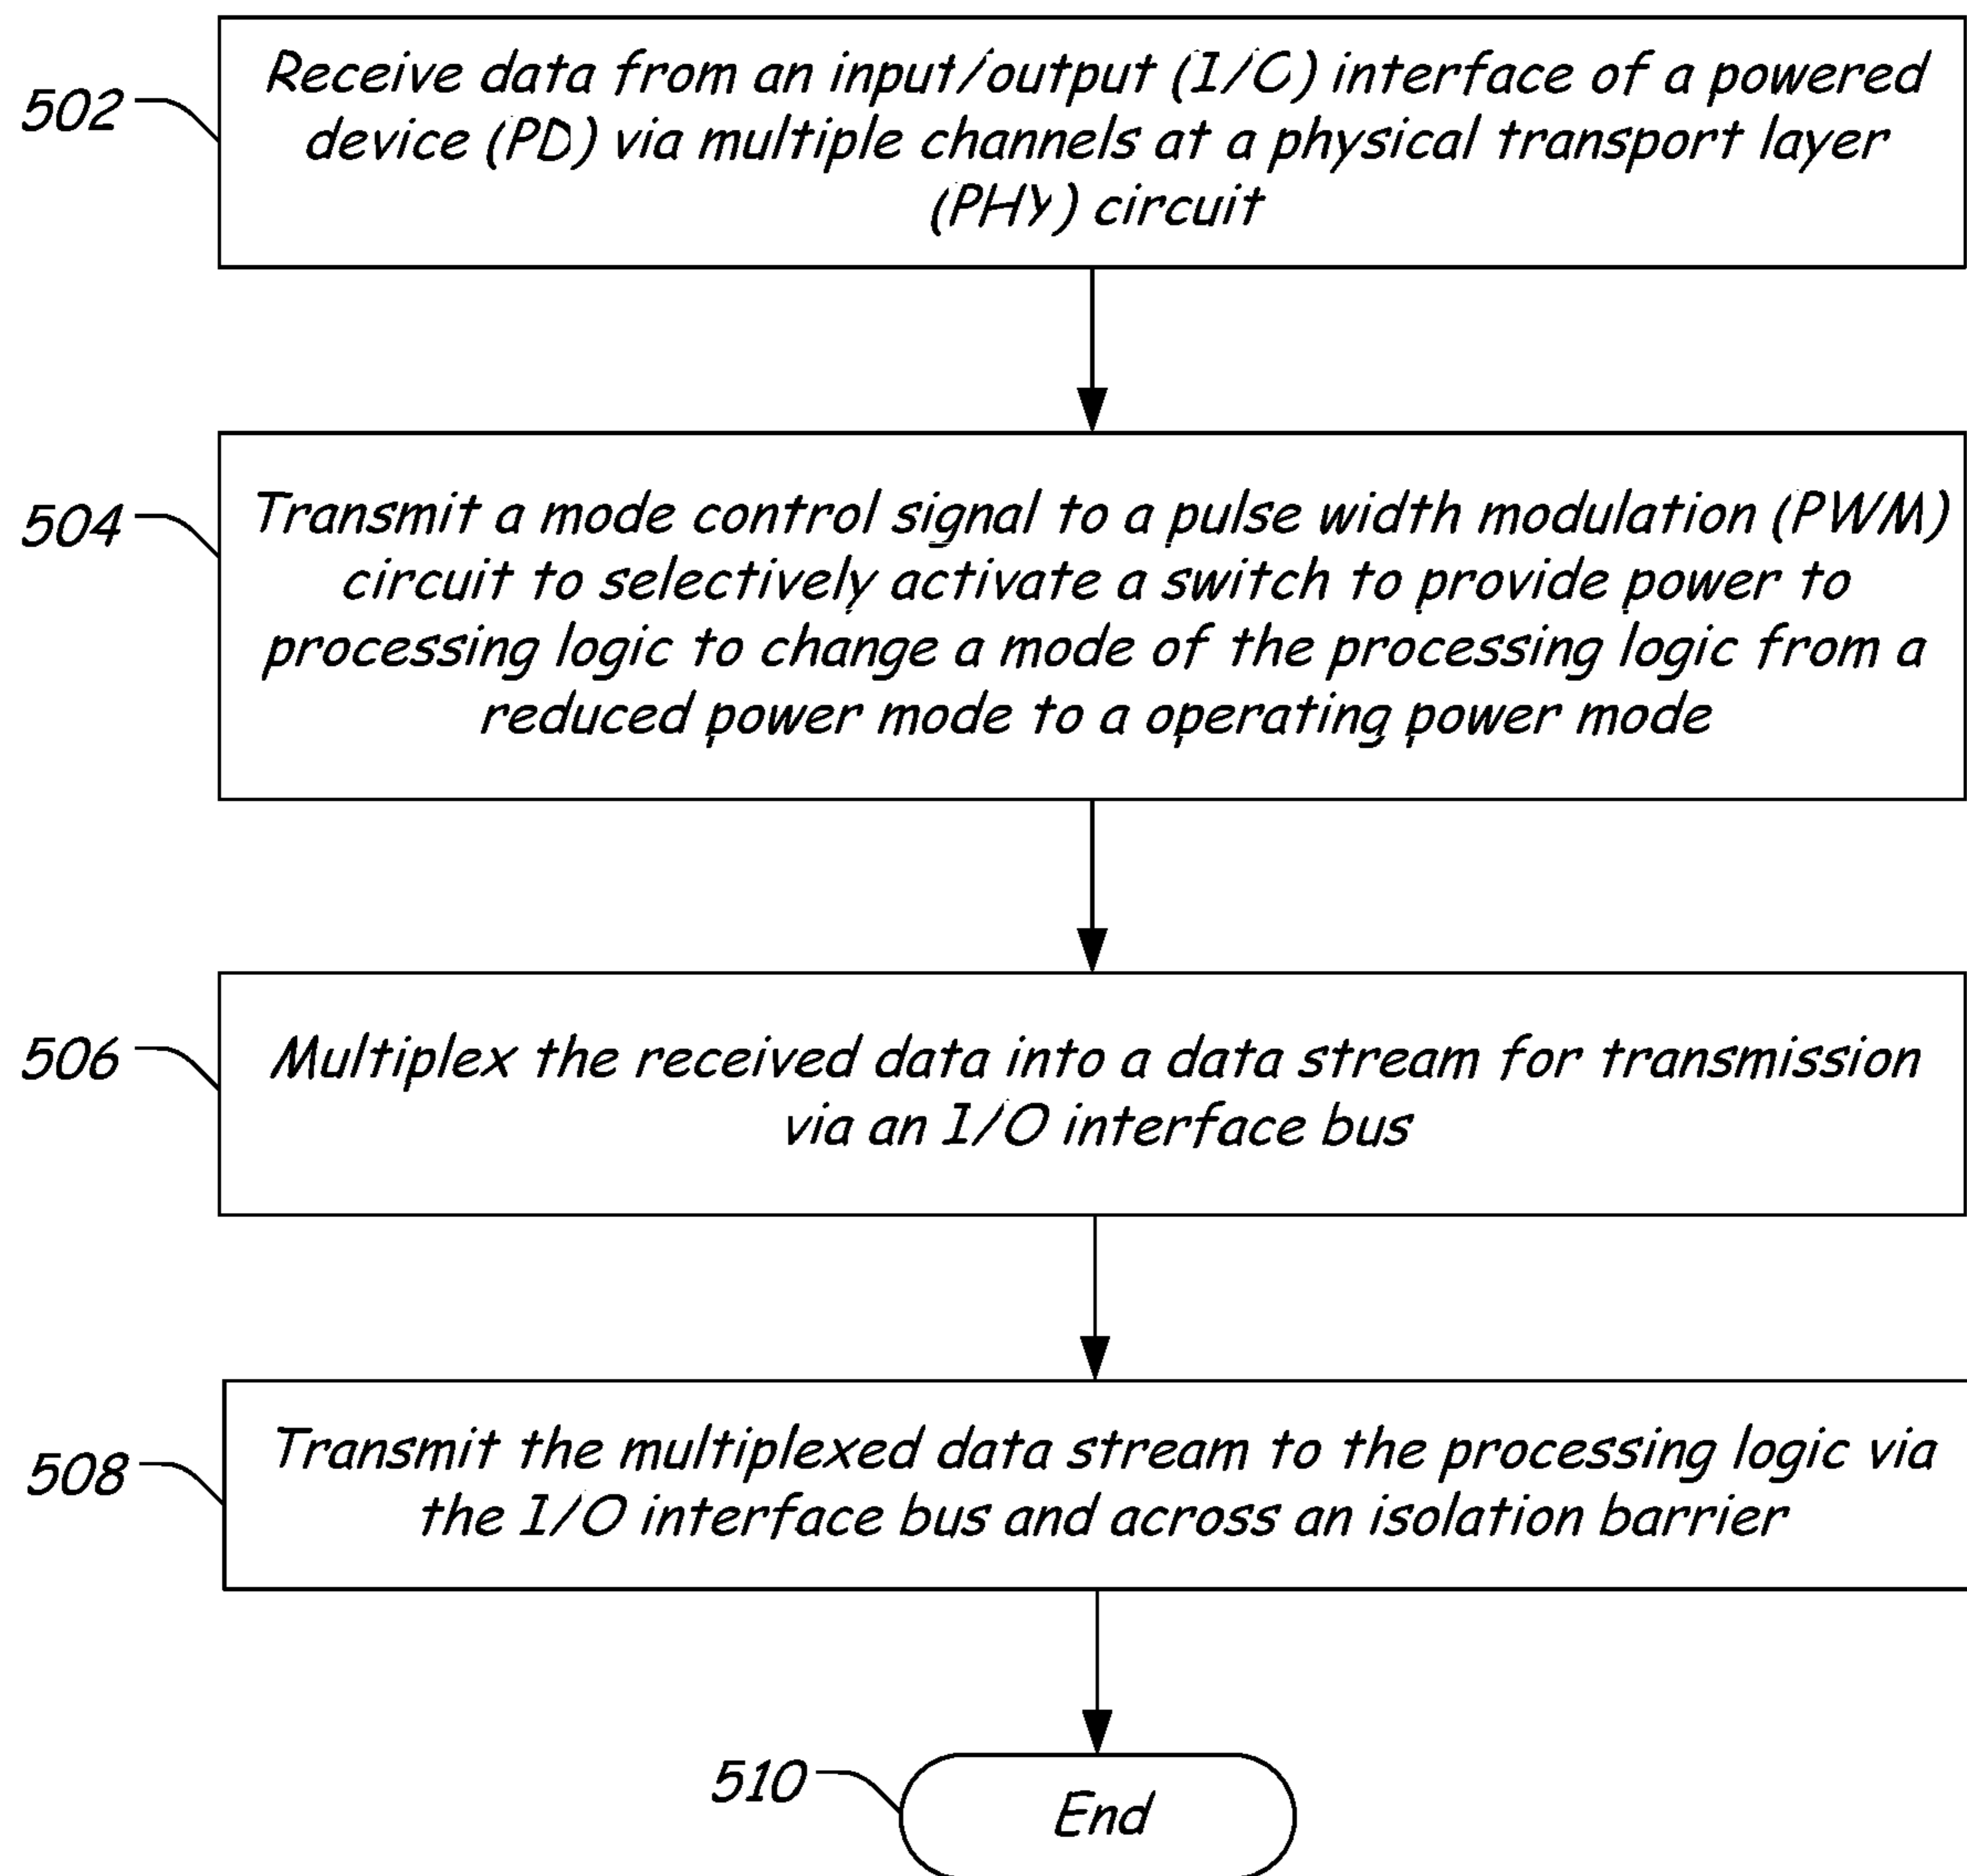 502
Receive data from an input/output (I/O) interface of a powered
device (PD) via multiple channels at a physical transport layer
(PHY) circuit
504
Transmit a mode control signal to a pulse width modulation (PWM)
circuit to selectively activate a switch to provide power to
processing logic to change a mode of the processing logic from a
reduced power mode to a operating power mode
506
Multiplex the received data into a data stream for transmission
via an I/O interface bus
508
Transmit the multiplexed data stream to the processing logic via
the I/O interface bus and across an isolation barrier
510
End